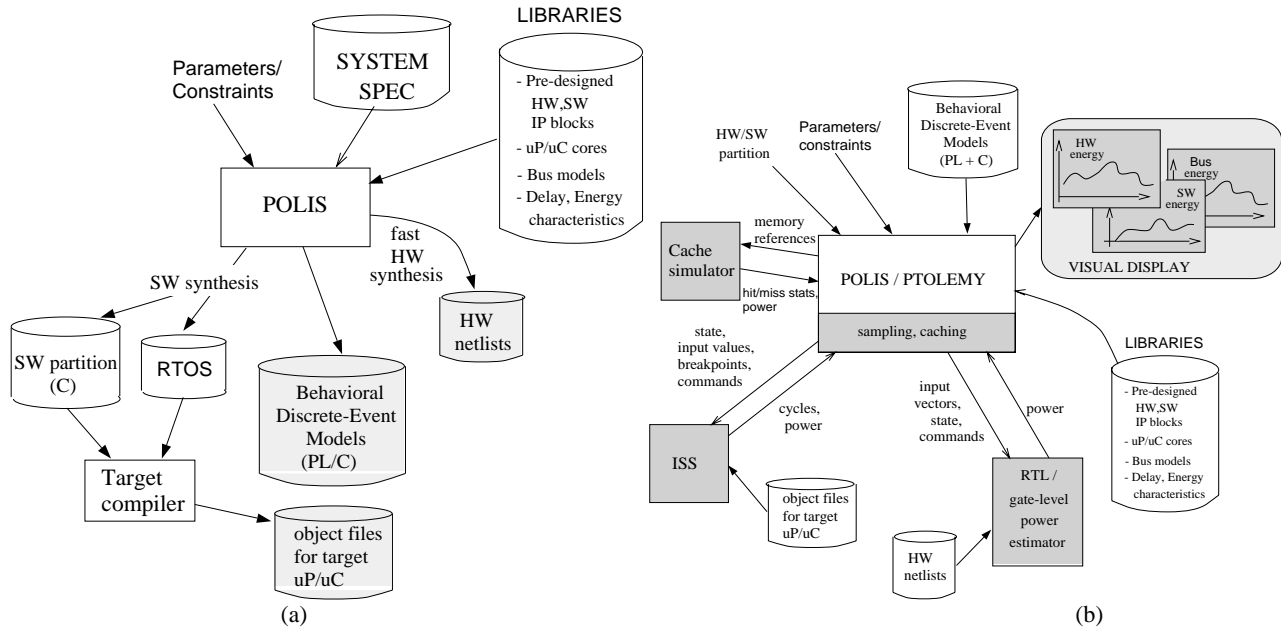 LIBRARIES
SYSTEM
SPEC
Parameters/
Constraints
- Pre-designed
HW,SW
IP blocks
- uP/uC cores
- Bus models
- Delay, Energy
characteristics
POLIS
fast
HW
synthesis
SW synthesis
HW
netlists
SW partition
(C)
RTOS
Behavioral
Discrete-Event
Models
(PL/C)
Target
compiler
object files
for target
uP/uC
(a)
HW/SW
partition
Parameters/
constraints
Behavioral
Discrete-Event
Models
(PL + C)
HW
energy
Bus
energy
SW
energy
VISUAL DISPLAY
memory
references
Cache
simulator
hit/miss stats,
power
POLIS / PTOLEMY
sampling, caching
state,
input values,
breakpoints,
commands
cycles,
power
input
vectors,
state,
commands
power
LIBRARIES
- Pre-designed
HW,SW
IP blocks
- uP/uC cores
- Bus models
- Delay, Energy
characteristics
ISS
object files
for target
uP/uC
RTL /
gate-level
power
estimator
HW
netlists
(b)